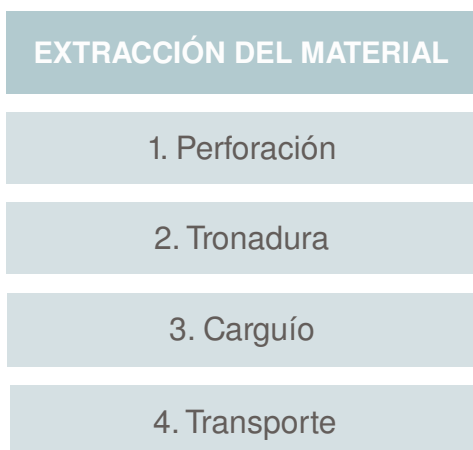 EXTRACCIÓN DEL MATERIAL
1. Perforación
2. Tronadura
3. Carguío
4. Transporte